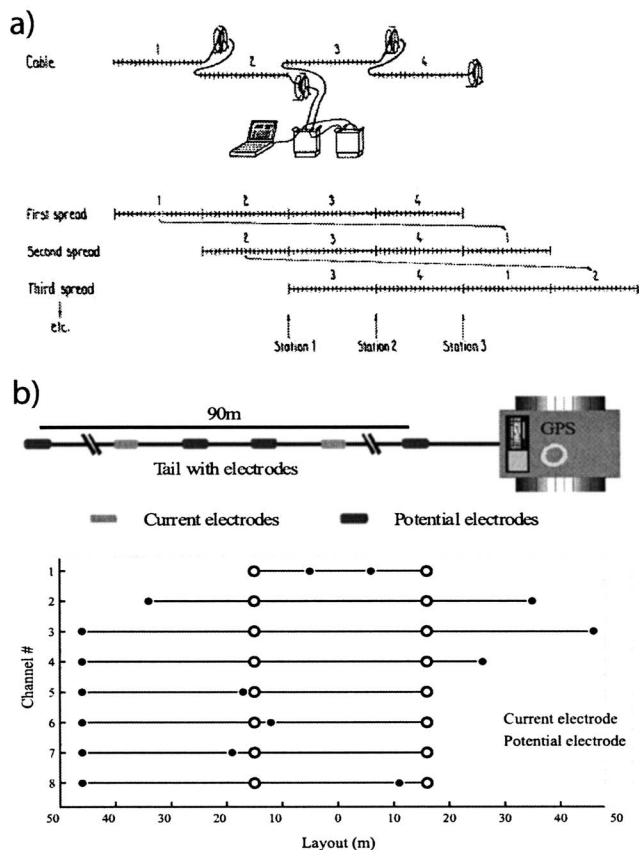 a)
Cable
1
2
3
4
First spread
1
2
3
4
Second spread
2
3
4
1
Third spread
3
4
1
2
etc.
Station 1
Station 2
Station 3
b)
90m
GPS
Tail with electrodes
Current electrodes
Potential electrodes
Channel #
1
2
3
4
5
6
7
8
Current electrode
Potential electrode
50 40 30 20 10 0 10 20 30 40 50
Layout (m)